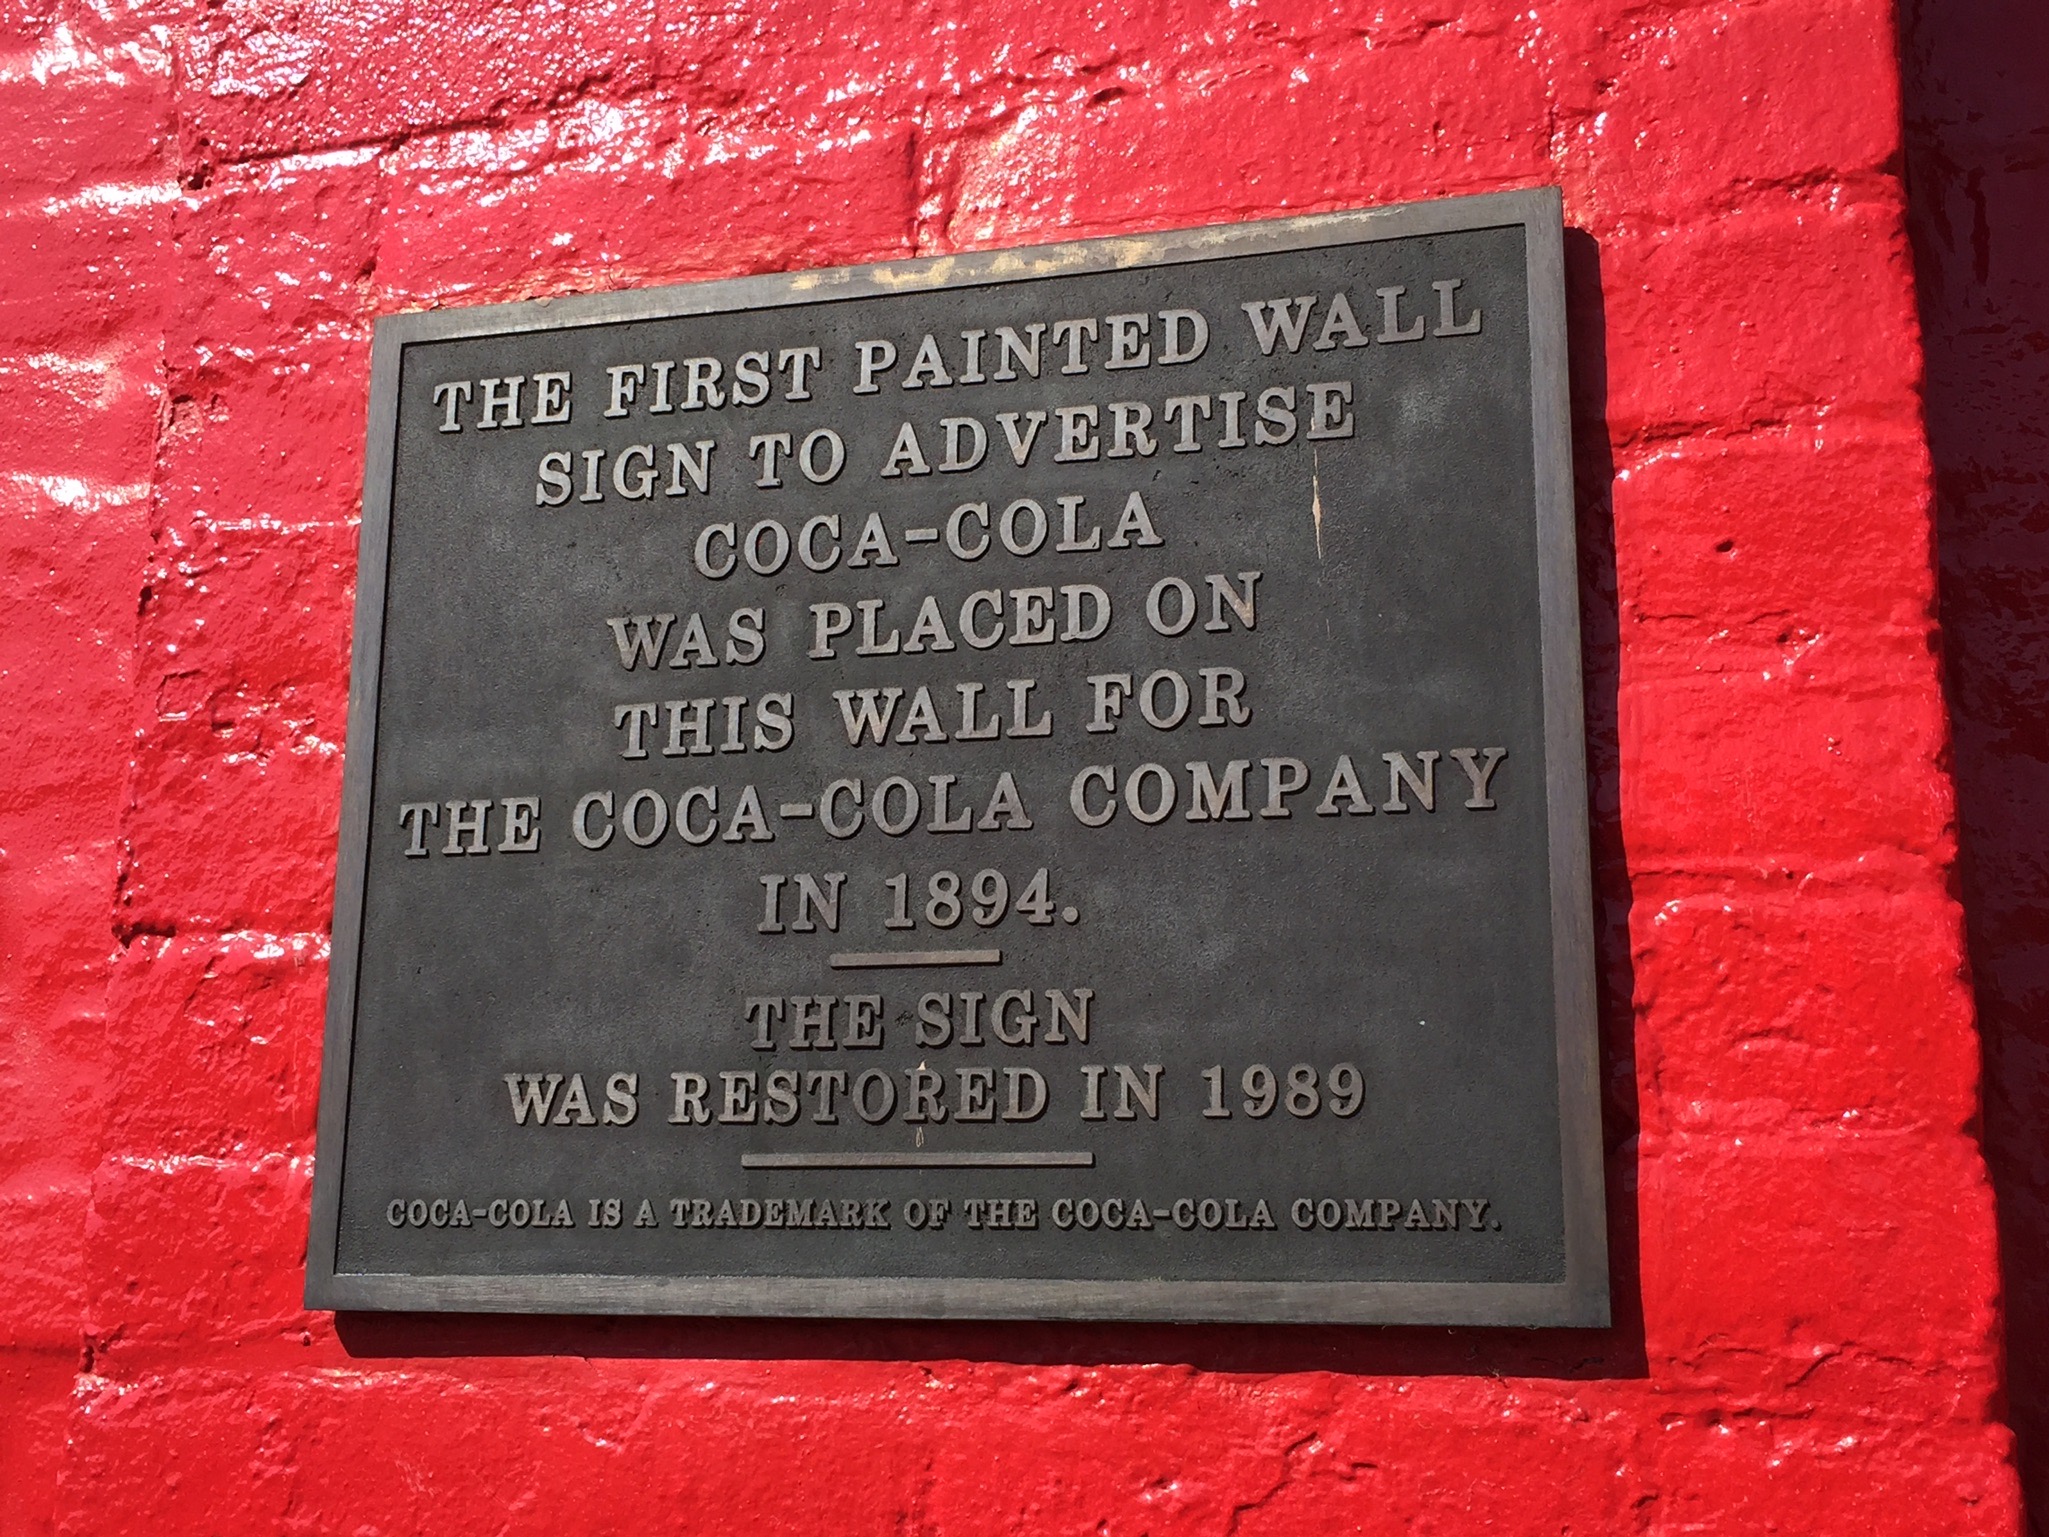 THE FIRST PAINTED WALL
SIGN TO ADVERTISE
COCA-COLA
WAS PLACED ON
THIS WALL FOR
THE COCA-COLA COMPANY
IN 1894.
THE SIGN
WAS RESTORED IN 1989
COCA-COLA IS A TRADEMARK OF THE COCA-COLA COMPANY.